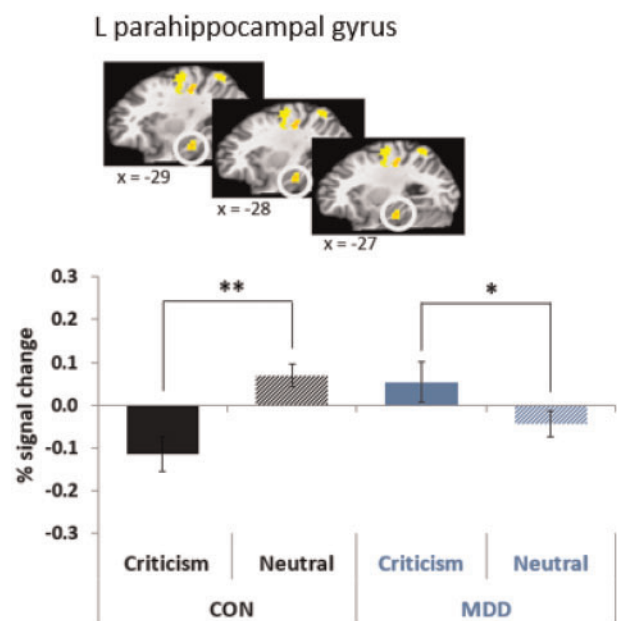 L parahippocampal gyrus
x = -29
x = -28
x = -27
0.3
0.2
0.1
0.0
-0.1
-0.2
-0.3
% signal change
**
*
Criticism Neutral Criticism Neutral
CON MDD